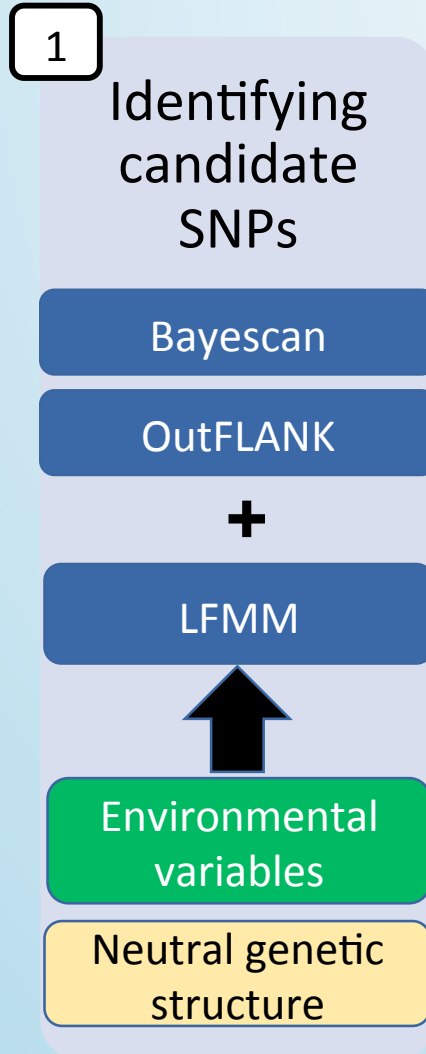 1
Identifying
candidate
SNPs
Bayescan
OutFLANK
+
LFMM
Environmental
variables
Neutral genetic
structure